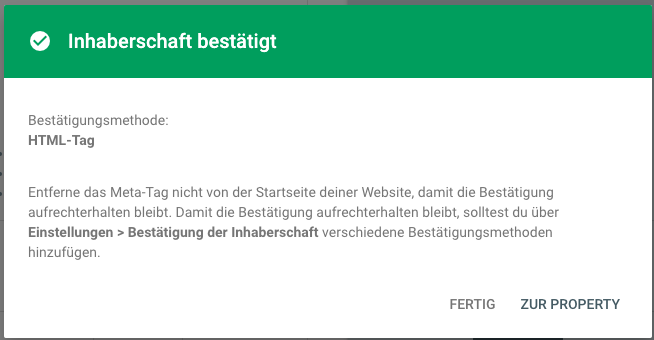 Inhaberschaft bestätigt
Bestätigungsmethode:
HTML-Tag
Entferne das Meta-Tag nicht von der Startseite deiner Website, damit die Bestätigung
aufrechterhalten bleibt. Damit die Bestätigung aufrechterhalten bleibt, solltest du über
Einstellungen > Bestätigung der Inhaberschaft verschiedene Bestätigungsmethoden
hinzufügen.
FERTIG ZUR PROPERTY